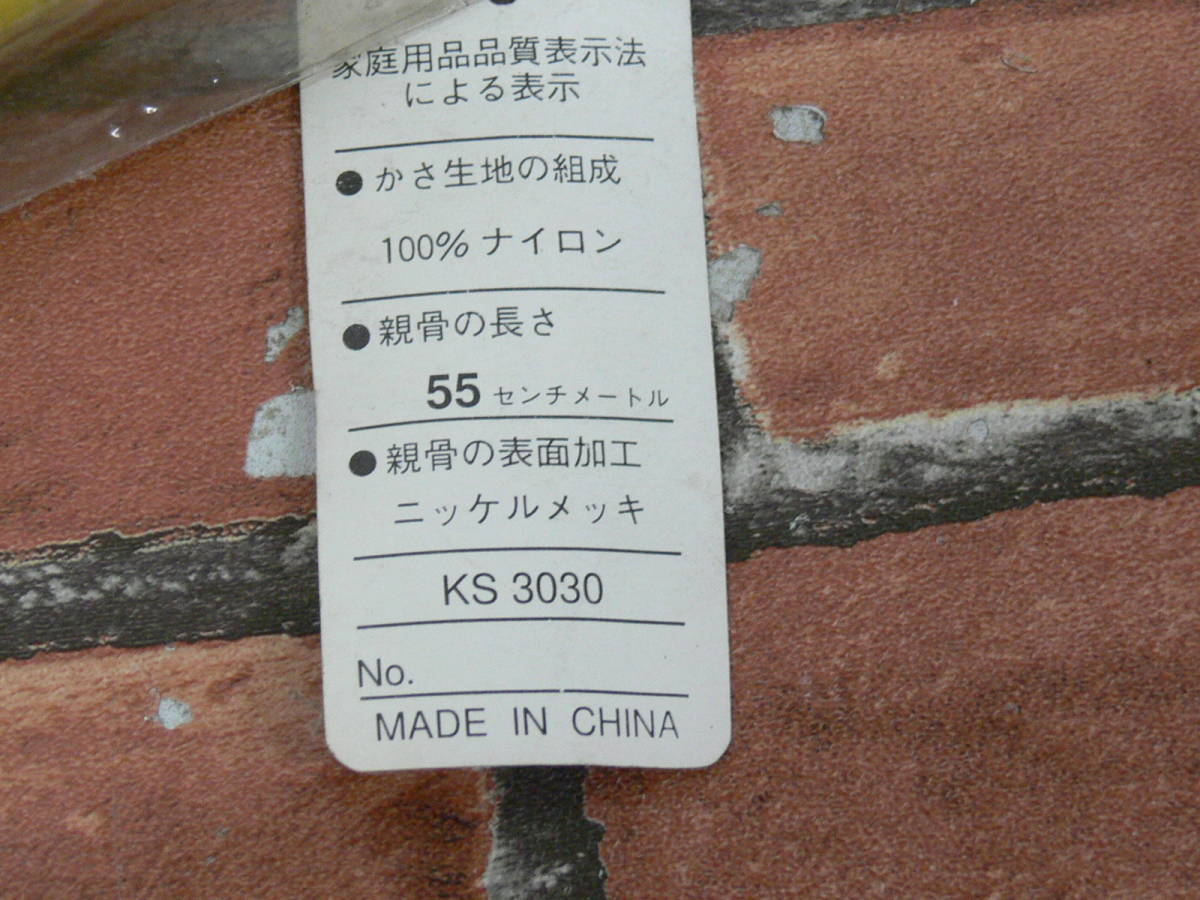 家庭用品品質表示法
による表示
●かさ生地の組成
100% ナイロン
●親骨の長さ
55 センチメートル
●親骨の表面加工
ニッケルメッキ
KS 3030
No.
MADE IN CHINA